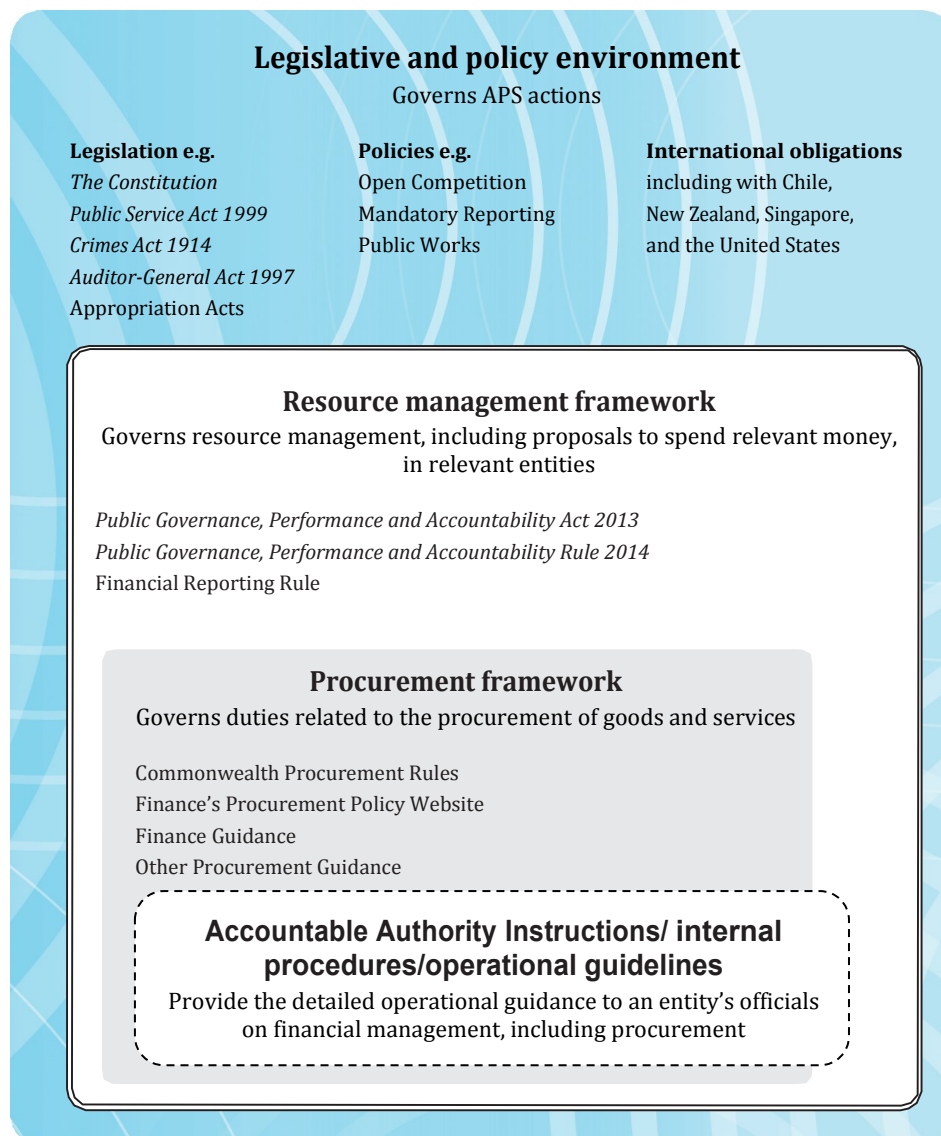 Legislative and policy environment
Governs APS actions
Legislation e.g.
The Constitution
Public Service Act 1999
Crimes Act 1914
Auditor-General Act 1997
Appropriation Acts
Policies e.g.
Open Competition
Mandatory Reporting
Public Works
International obligations
including with Chile,
New Zealand, Singapore,
and the United States
Resource management framework
Governs resource management, including proposals to spend relevant money,
in relevant entities
Public Governance, Performance and Accountability Act 2013
Public Governance, Performance and Accountability Rule 2014
Financial Reporting Rule
Procurement framework
Governs duties related to the procurement of goods and services
Commonwealth Procurement Rules
Finance’s Procurement Policy Website
Finance Guidance
Other Procurement Guidance
Accountable Authority Instructions/ internal
procedures/operational guidelines
Provide the detailed operational guidance to an entity’s officials
on financial management, including procurement